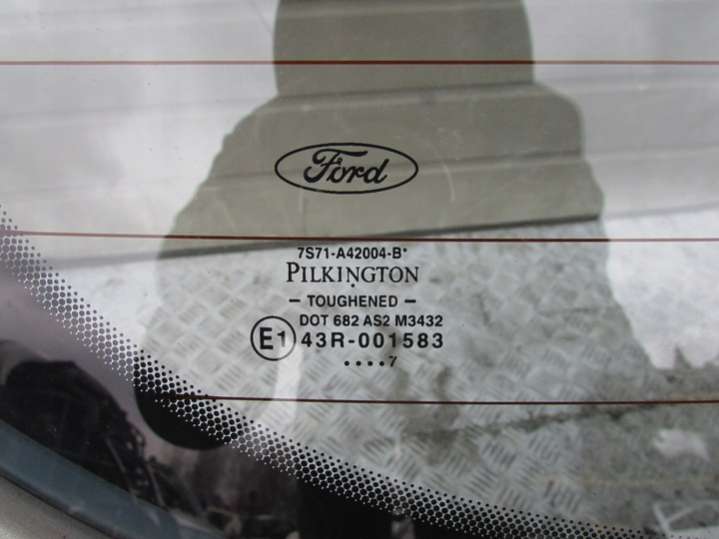 Ford
7S71-A42004-B*
PILKINGTON
- TOUGHENED -
DOT 682 AS2 M3432
E1 43R-001583
....7